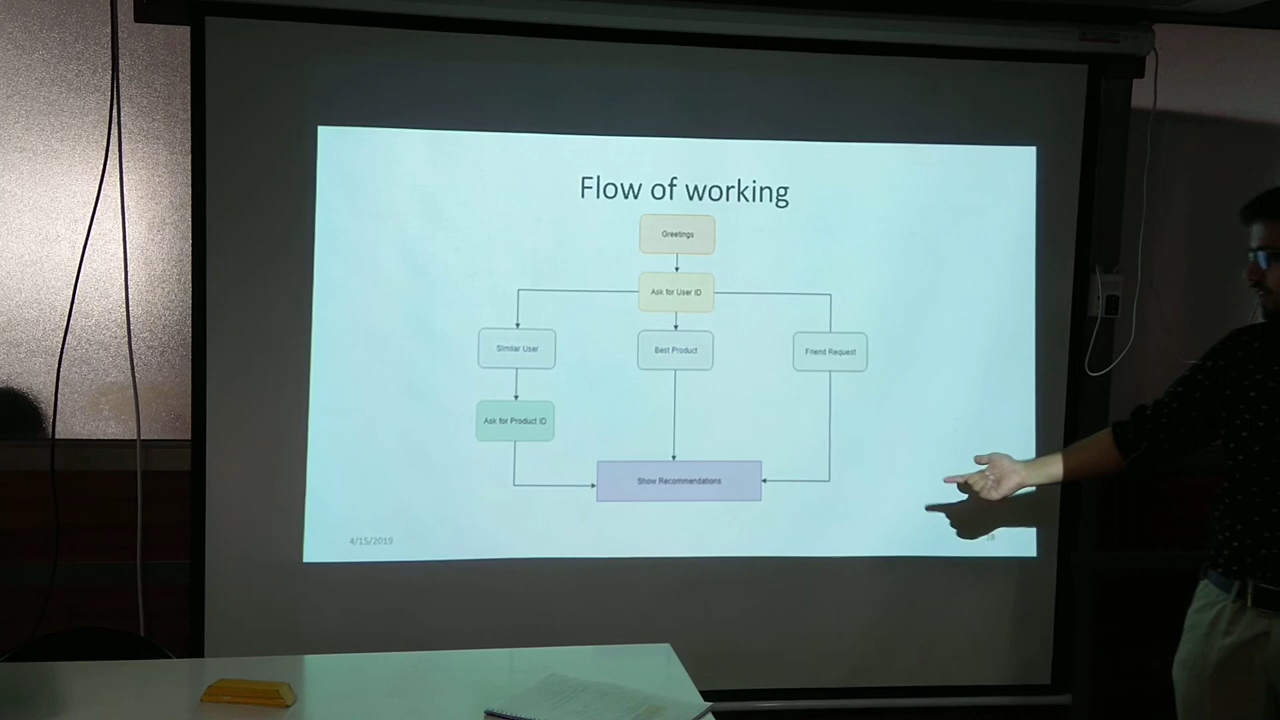 Flow of working
Greetings
Ask for User ID
Similar User
Best Product
Friend Request
Ask for Product ID
Show Recommendations
4/15/2019